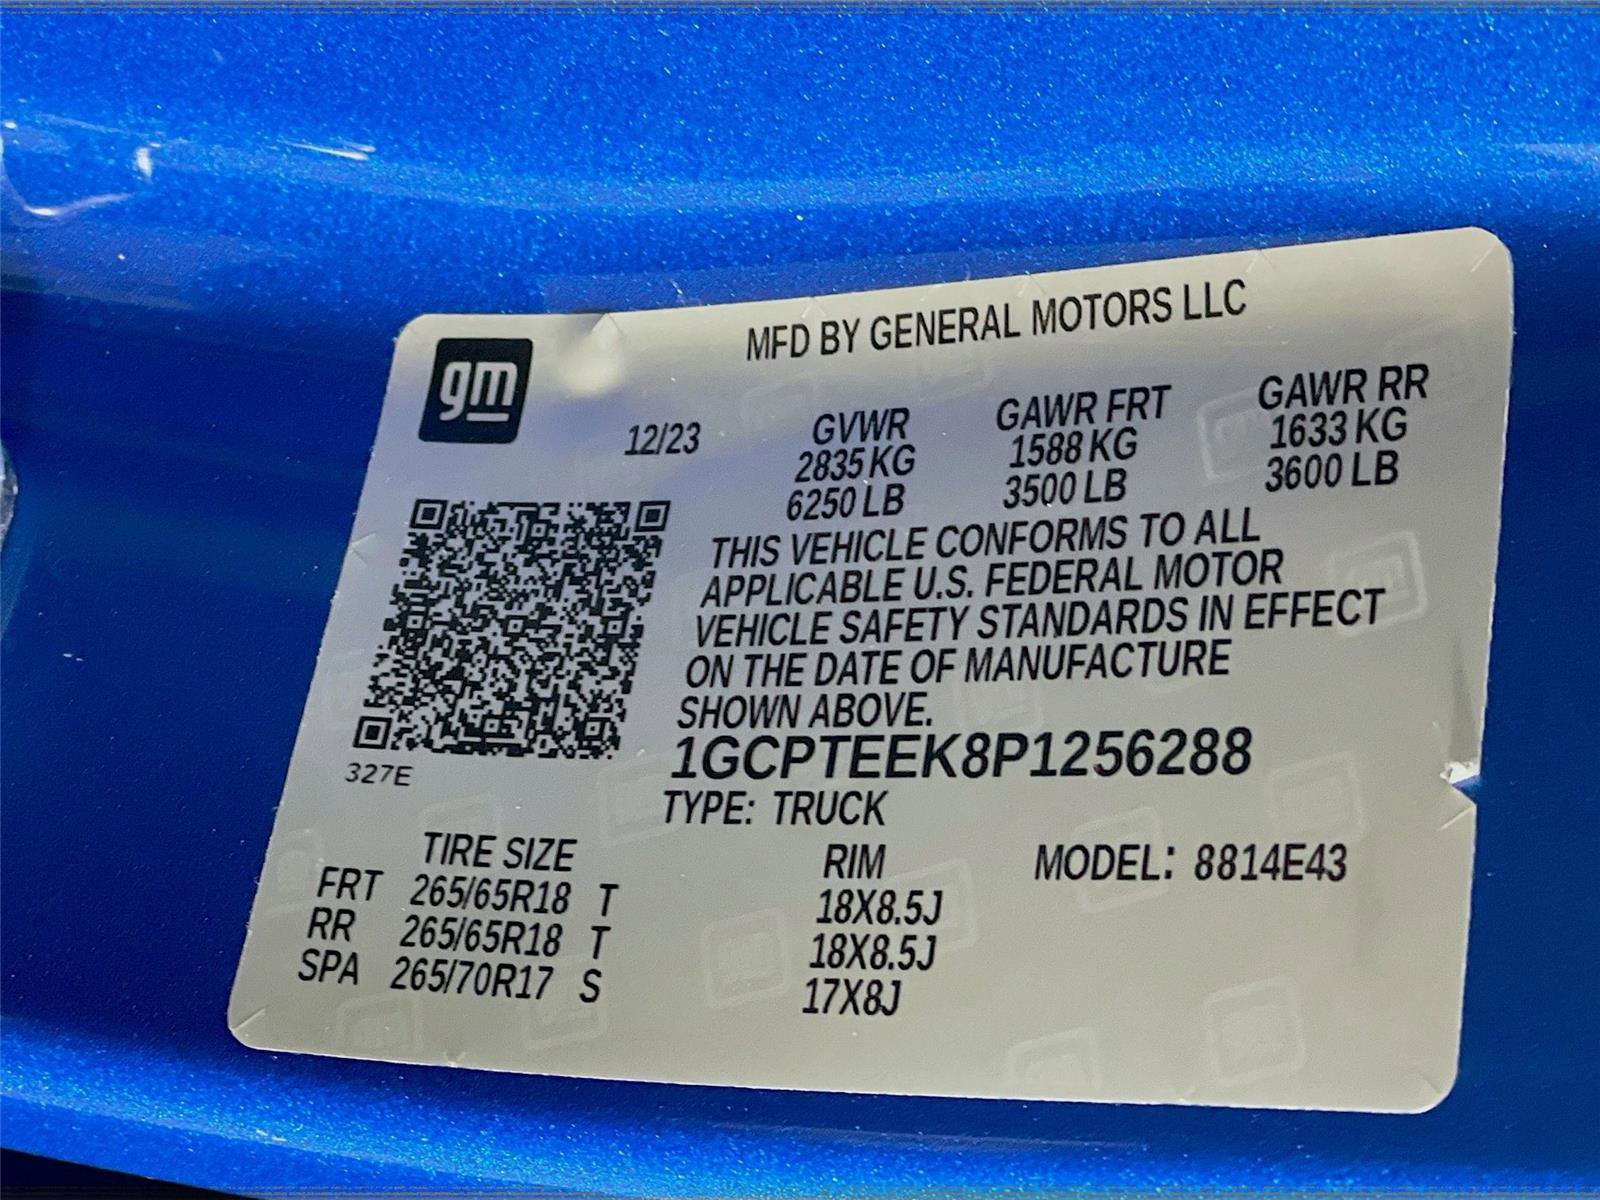 MFD BY GENERAL MOTORS LLC
gm
12/23 GVWR GAWR FRT GAWR RR
2835 KG 1588 KG 1633 KG
6250 LB 3500 LB 3600 LB
THIS VEHICLE CONFORMS TO ALL
APPLICABLE U.S. FEDERAL MOTOR
VEHICLE SAFETY STANDARDS IN EFFECT
ON THE DATE OF MANUFACTURE
SHOWN ABOVE.
327E
1GCPTEEK8P1256288
TYPE: TRUCK
TIRE SIZE RIM MODEL: 8814E43
FRT 265/65R18 T 18X8.5J
RR 265/65R18 T 18X8.5J
SPA 265/70R17 S 17X8J